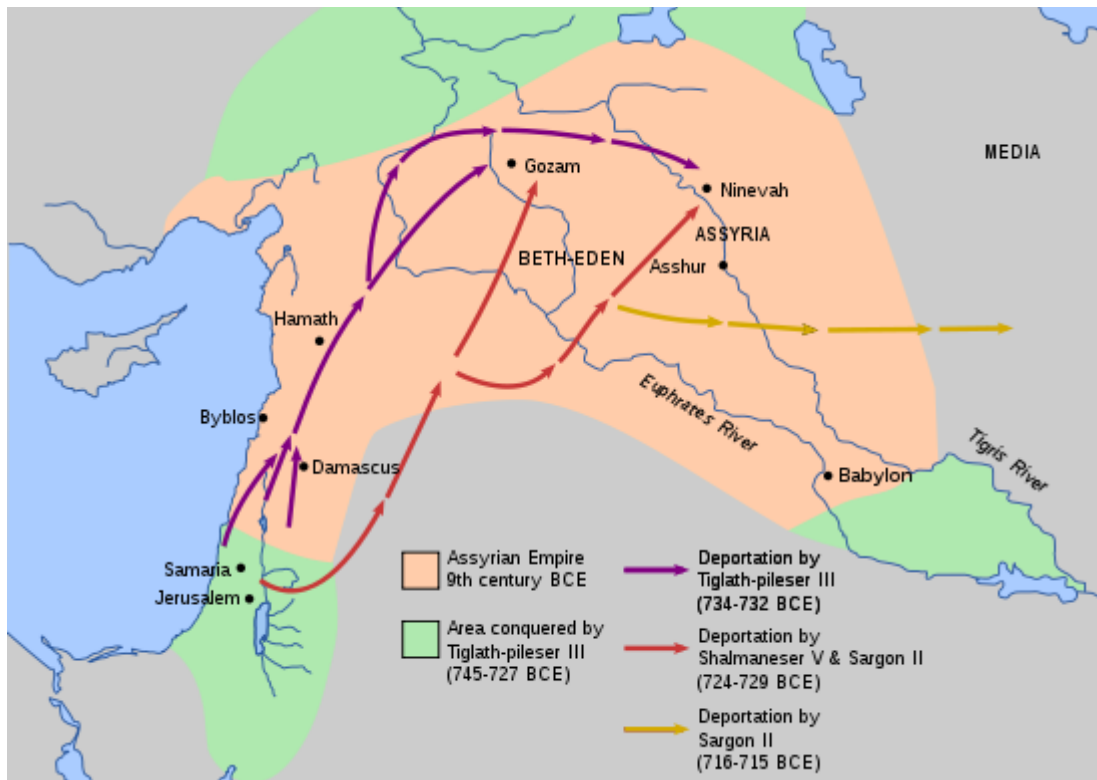 Gozam
MEDIA
Ninevah
ASSYRIA
BETH-EDEN
Asshur
Hamath
Byblos
Euphrates River
Damascus
Tigris River
Babylon
Samaria
Jerusalem
Assyrian Empire
9th century BCE
Area conquered by
Tiglath-pileser III
(745-727 BCE)
Deportation by
Tiglath-pileser III
(734-732 BCE)
Deportation by
Shalmaneser V & Sargon II
(724-729 BCE)
Deportation by
Sargon II
(716-715 BCE)